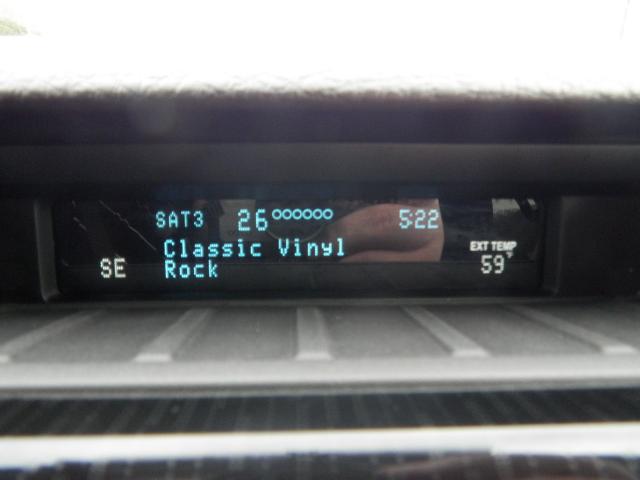 SAT3 26 5:22
Classic Vinyl
EXT TEMP
SE Rock 59°F